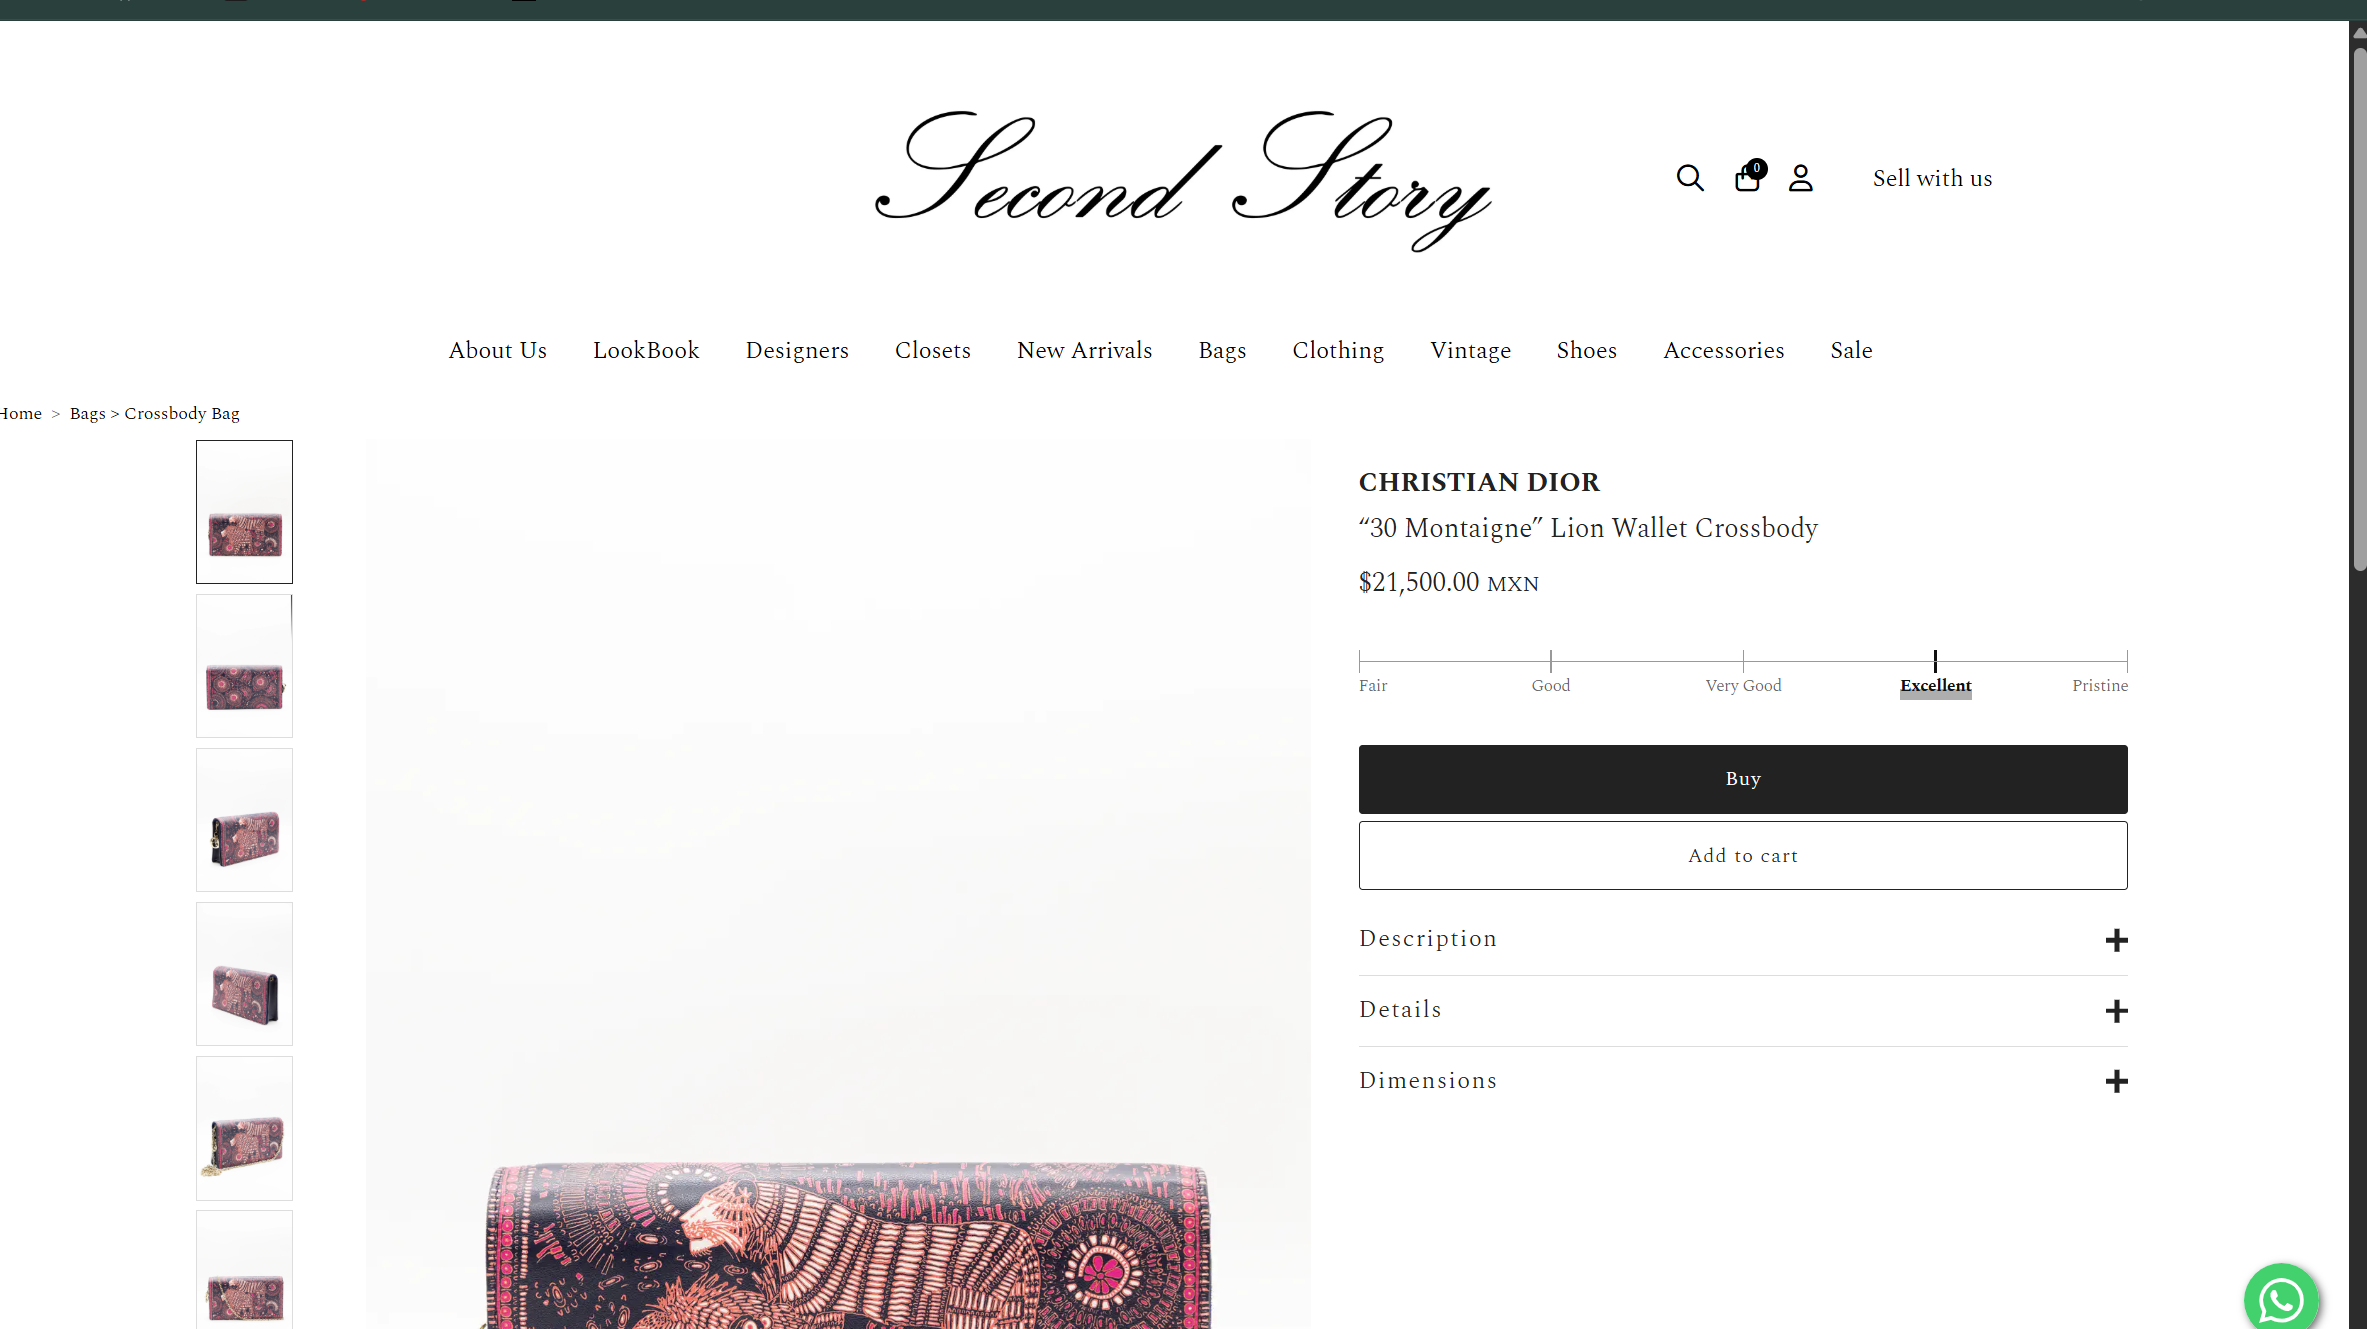 Second Story
0
Sell with us
About Us LookBook Designers Closets New Arrivals Bags Clothing Vintage Shoes Accessories Sale
Home > Bags > Crossbody Bag
CHRISTIAN DIOR
“30 Montaigne” Lion Wallet Crossbody
$21,500.00 MXN
Fair Good Very Good Excellent Pristine
Buy
Add to cart
Description
Details
Dimensions